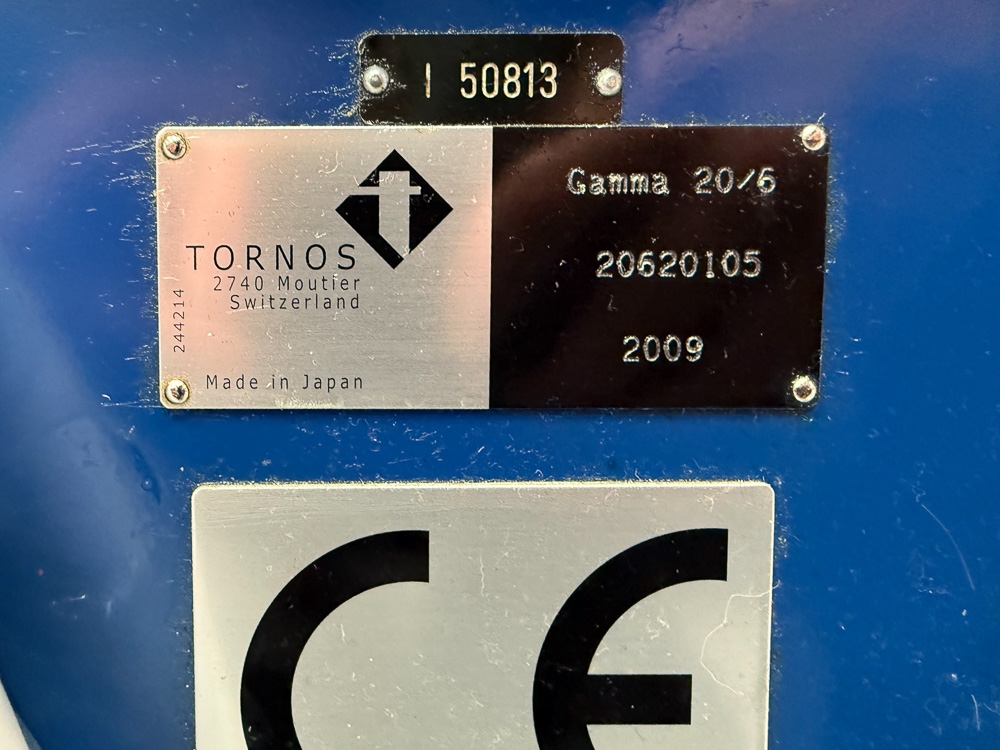 I 50813
t
TORNOS
2740 Moutier
Switzerland
244214
Made in Japan
Gamma 20/6
20620105
2009
CE